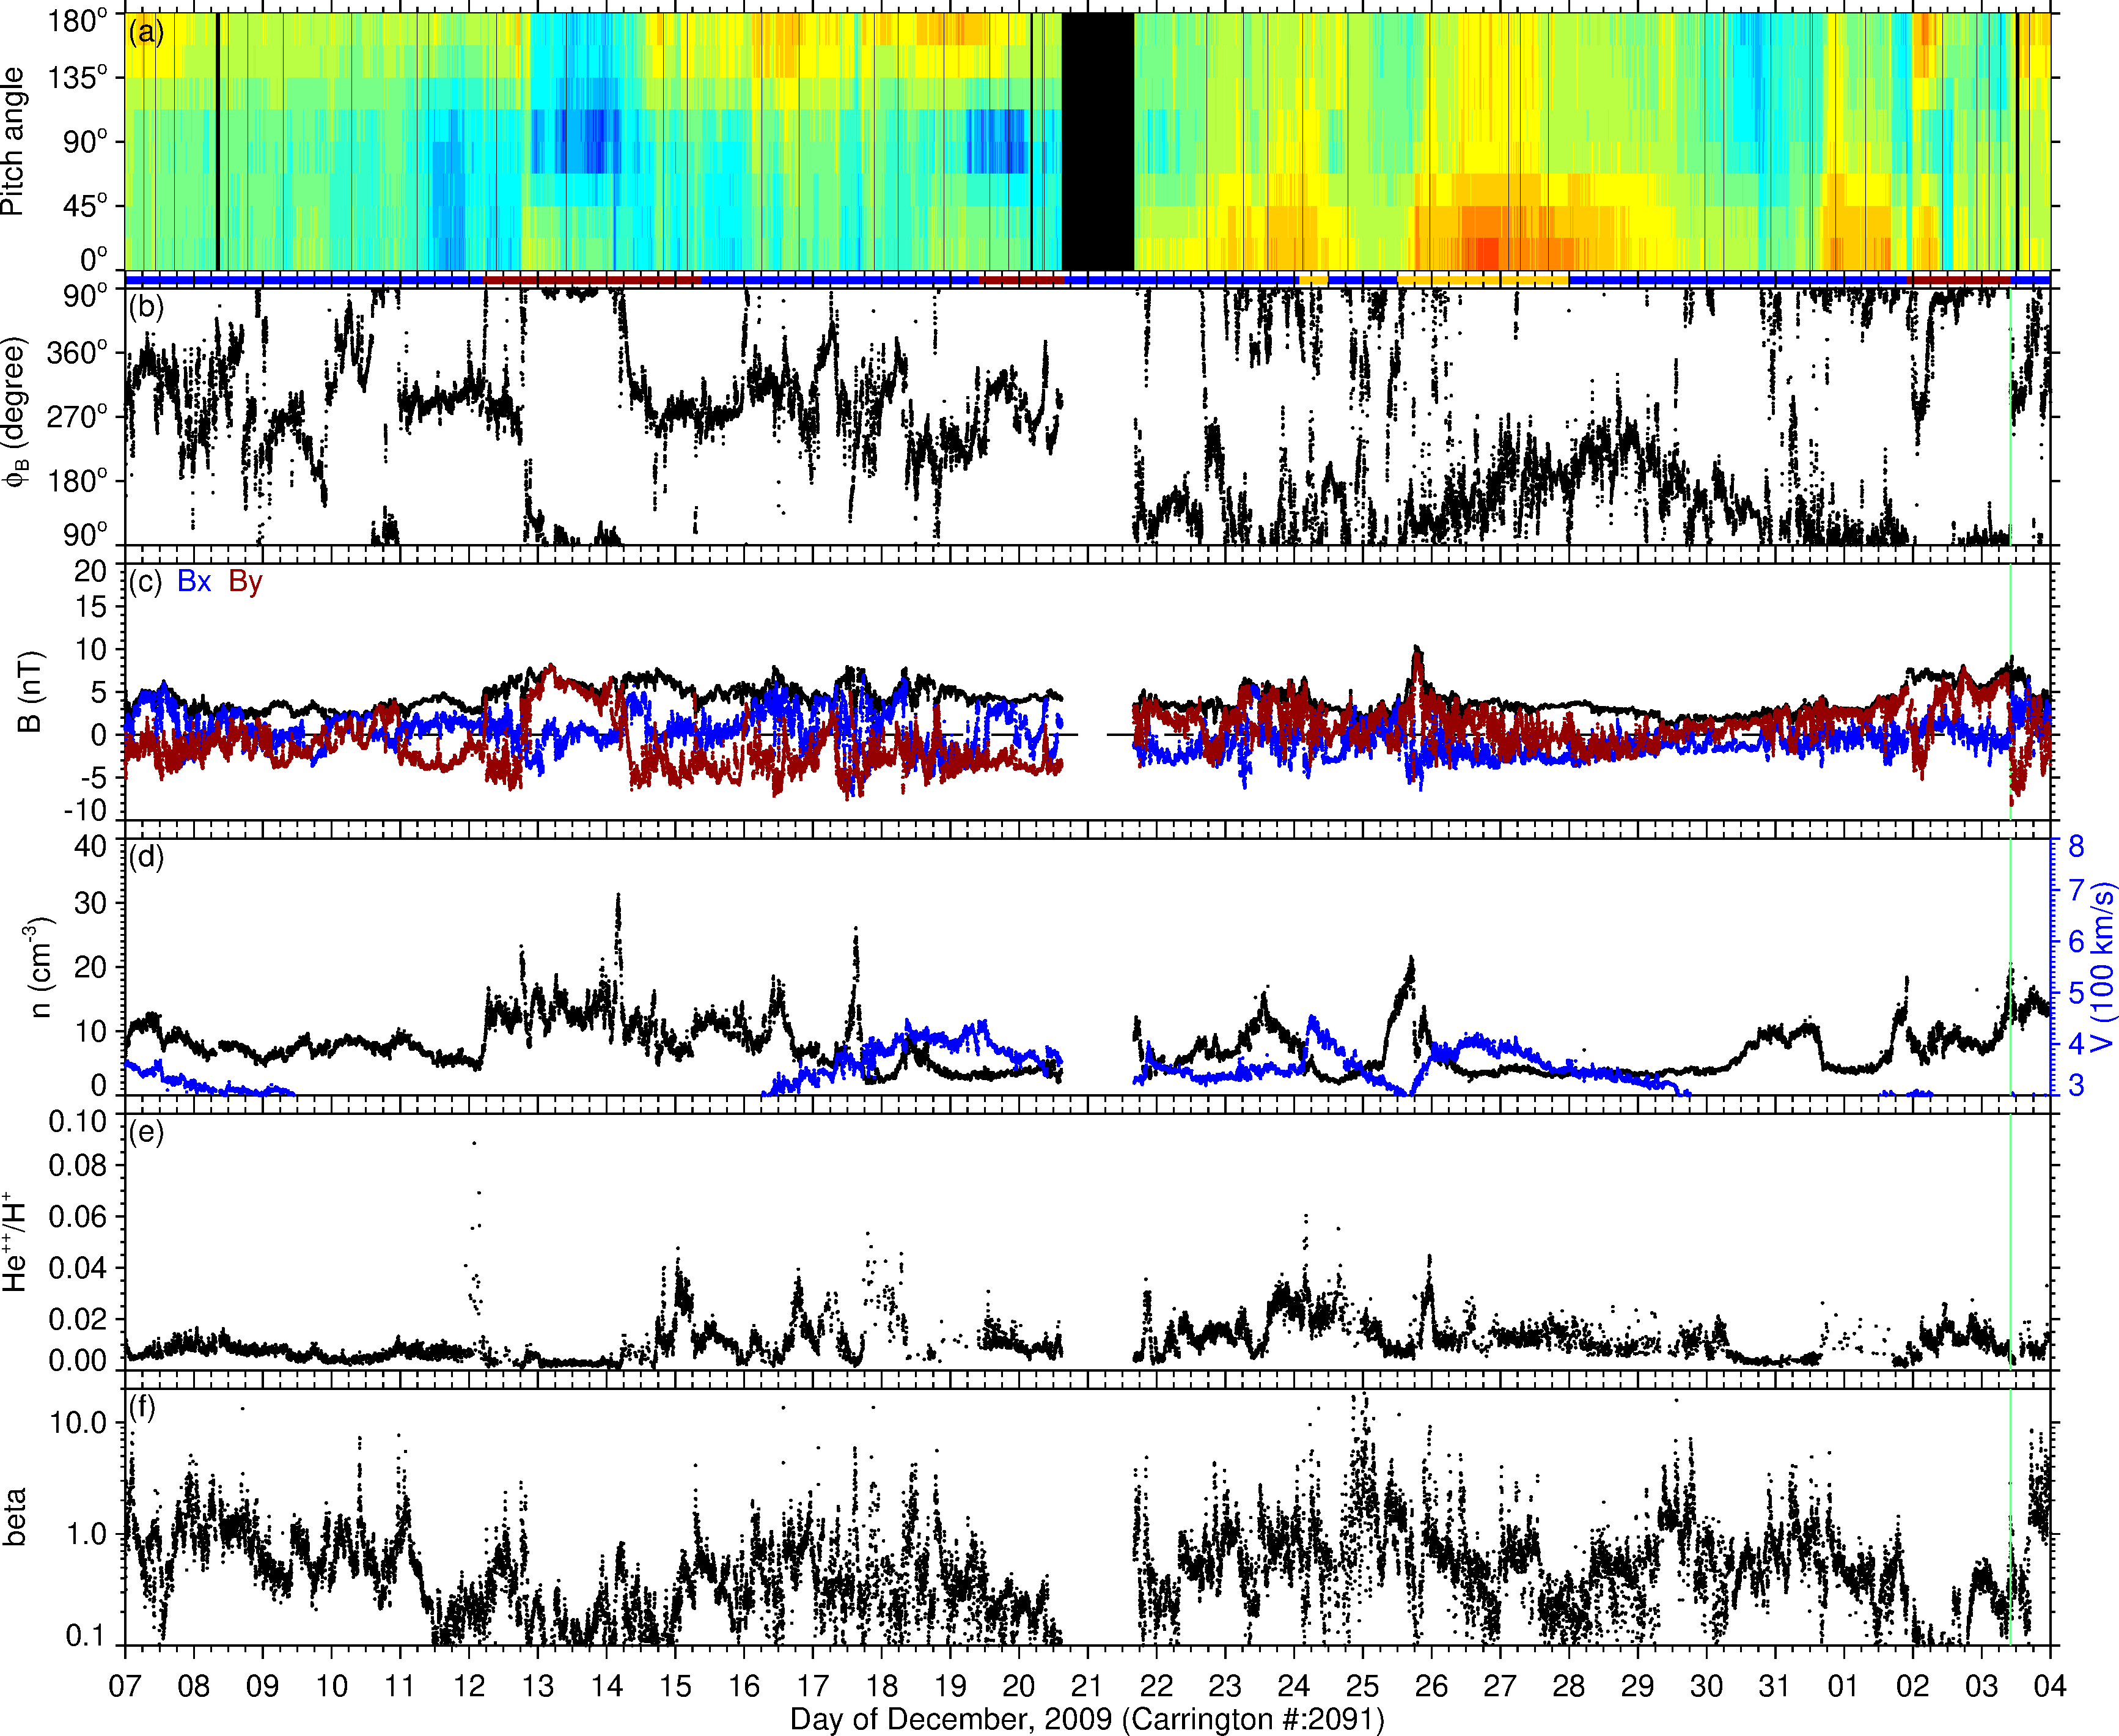 (a)
180°
135°
90°
45°
0°
Pitch angle
(b)
90°
360°
270°
180°
90°
ϕB (degree)
(c) Bx By
20
15
10
5
0
-5
-10
B (nT)
(d)
40
30
20
10
0
n (cm-3)
8
7
6
5
4
3
V (100 km/s)
(e)
0.10
0.08
0.06
0.04
0.02
0.00
He++/H+
(f)
10.0
1.0
0.1
beta
07 08 09 10 11 12 13 14 15 16 17 18 19 20 21 22 23 24 25 26 27 28 29 30 31 01 02 03 04
Day of December, 2009 (Carrington #:2091)